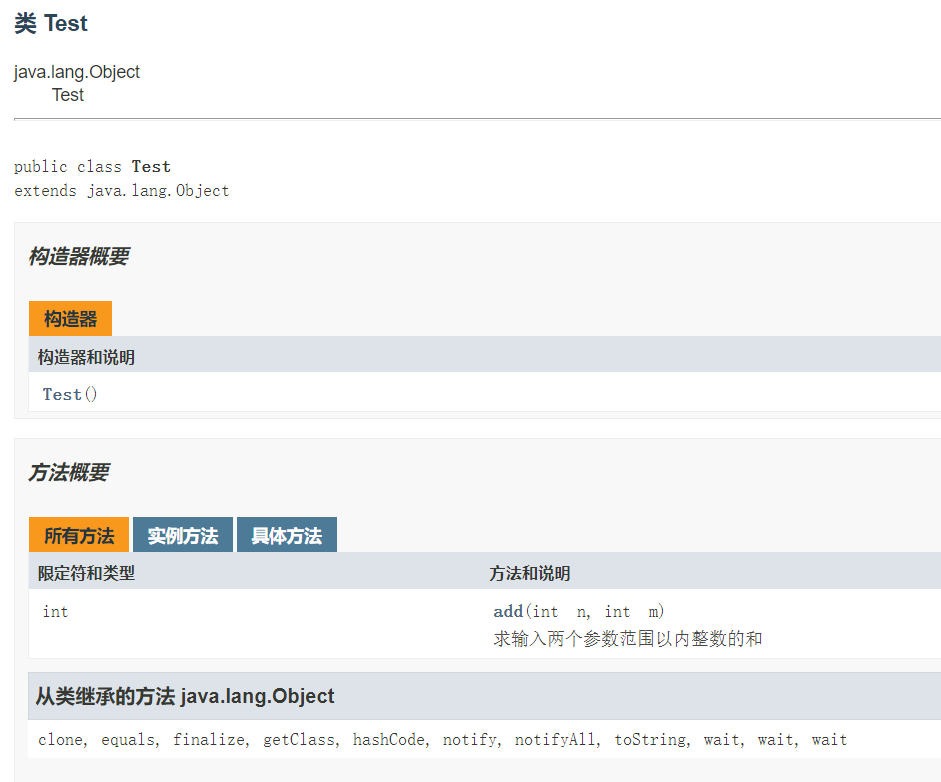 类 Test
java.lang.Object
Test
public class Test
extends java.lang.Object
构造器概要
构造器
构造器和说明
Test()
方法概要
所有方法 实例方法 具体方法
限定符和类型 方法和说明
int add(int n, int m)
求输入两个参数范围以内整数的和
从类继承的方法 java.lang.Object
clone, equals, finalize, getClass, hashCode, notify, notifyAll, toString, wait, wait, wait